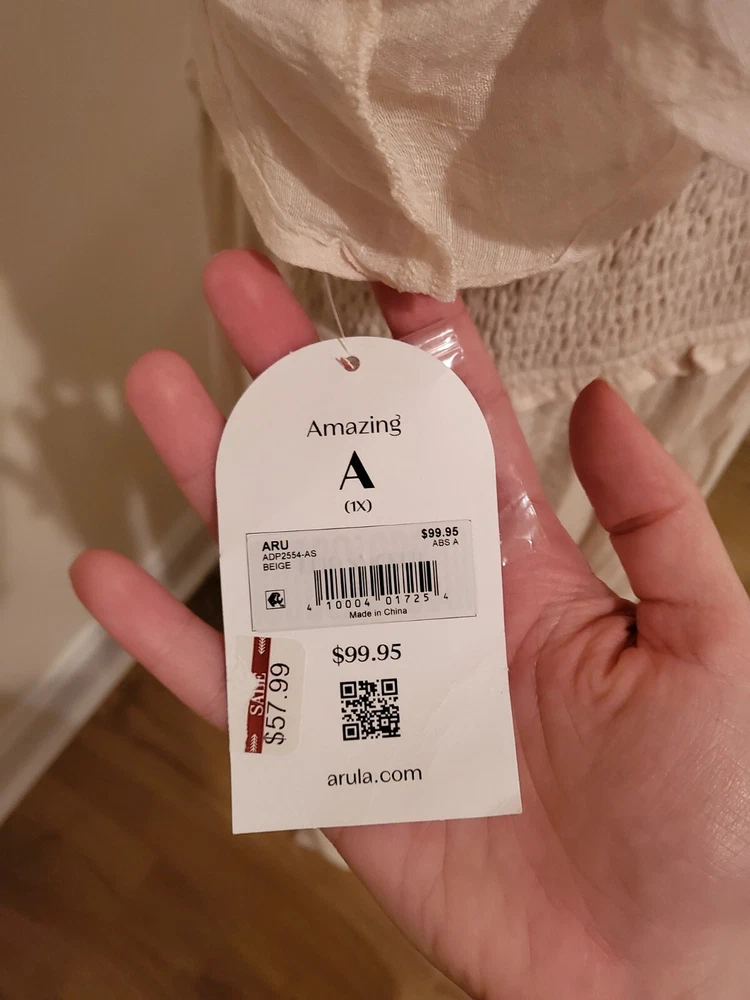 Amazing
A
(1X)
ARU
$99.95
ADP2554-AS
ABS A
BEIGE
4 10004 01725 4
Made in China
$99.95
SALE
$57.99
arula.com